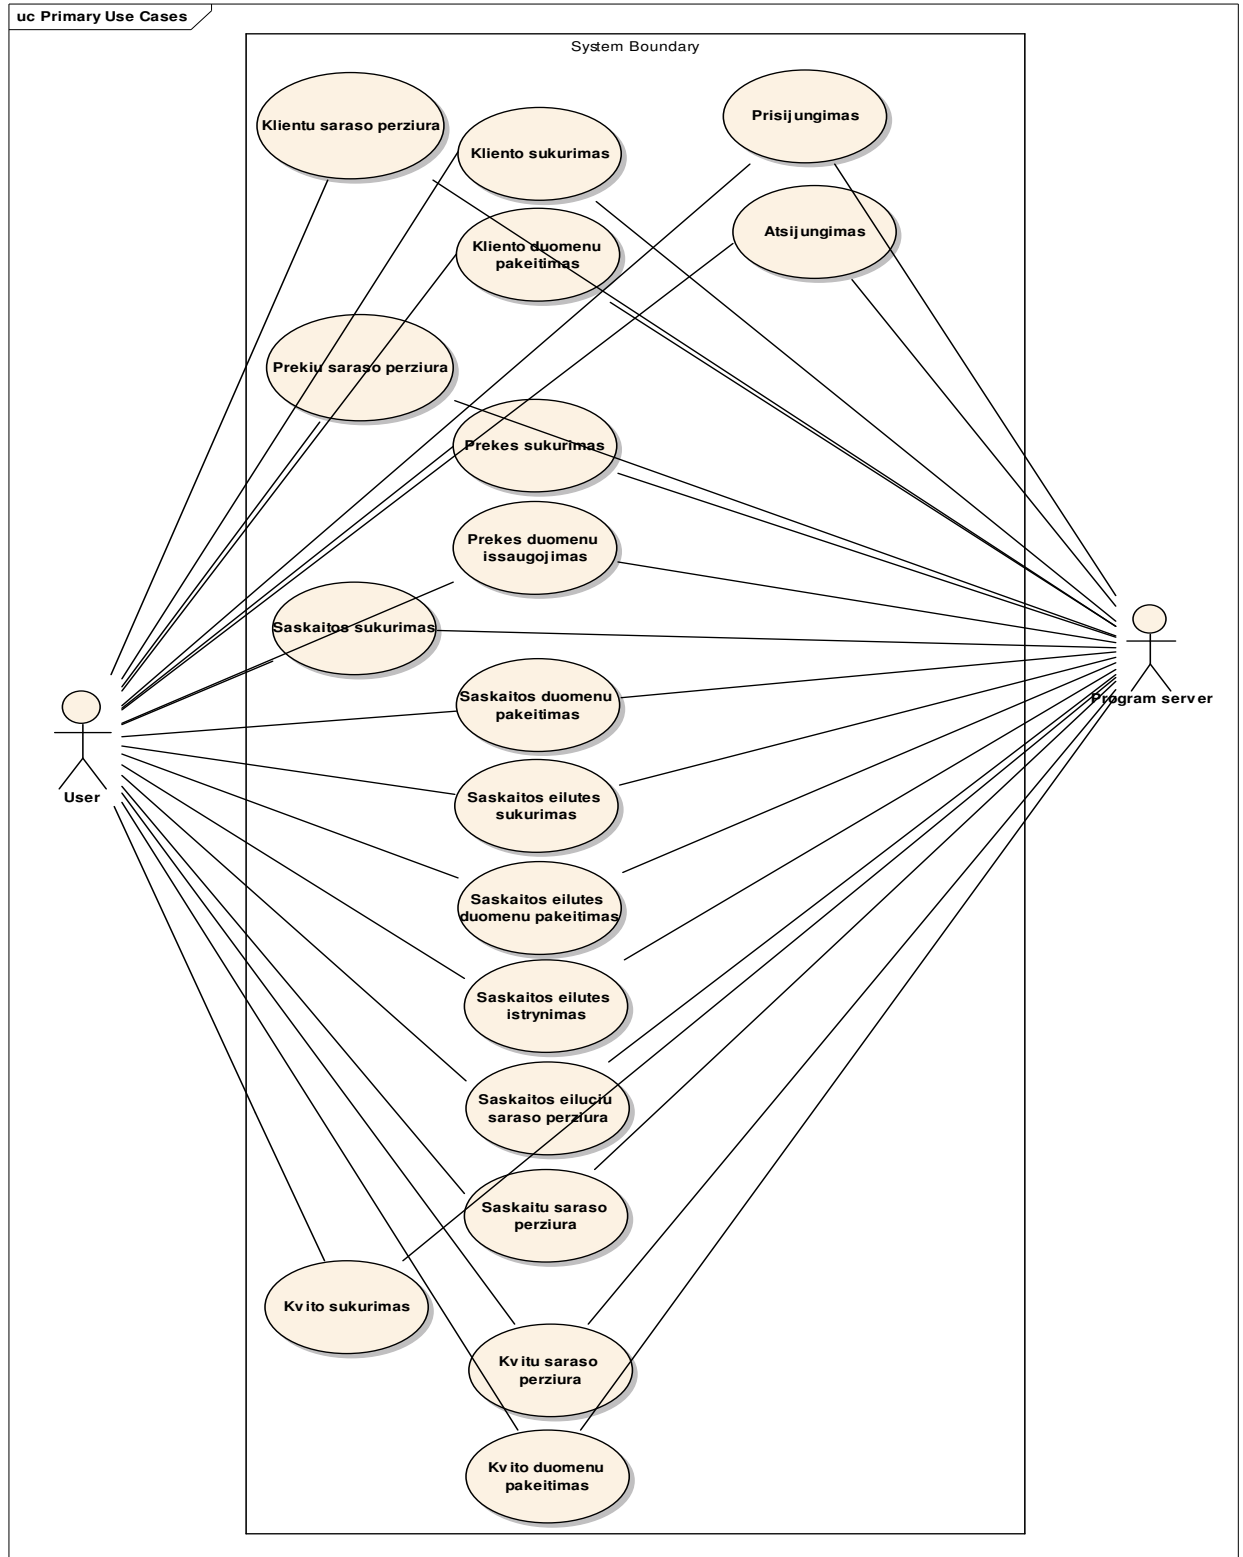 uc Primary Use Cases
System Boundary
Klientu saraso perziura
Kliento sukurimas
Prisijungimas
Kliento duomenu
pakeitimas
Atsijungimas
Prekiu saraso perziura
Prekes sukurimas
Prekes duomenu
issaugojimas
Saskaitos sukurimas
Saskaitos duomenu
pakeitimas
Program server
User
Saskaitos eilutes
sukurimas
Saskaitos eilutes
duomenu pakeitimas
Saskaitos eilutes
istrynimas
Saskaitos eiluciu
saraso perziura
Saskaitu saraso
perziura
Kvito sukurimas
Kvitu saraso
perziura
Kvito duomenu
pakeitimas